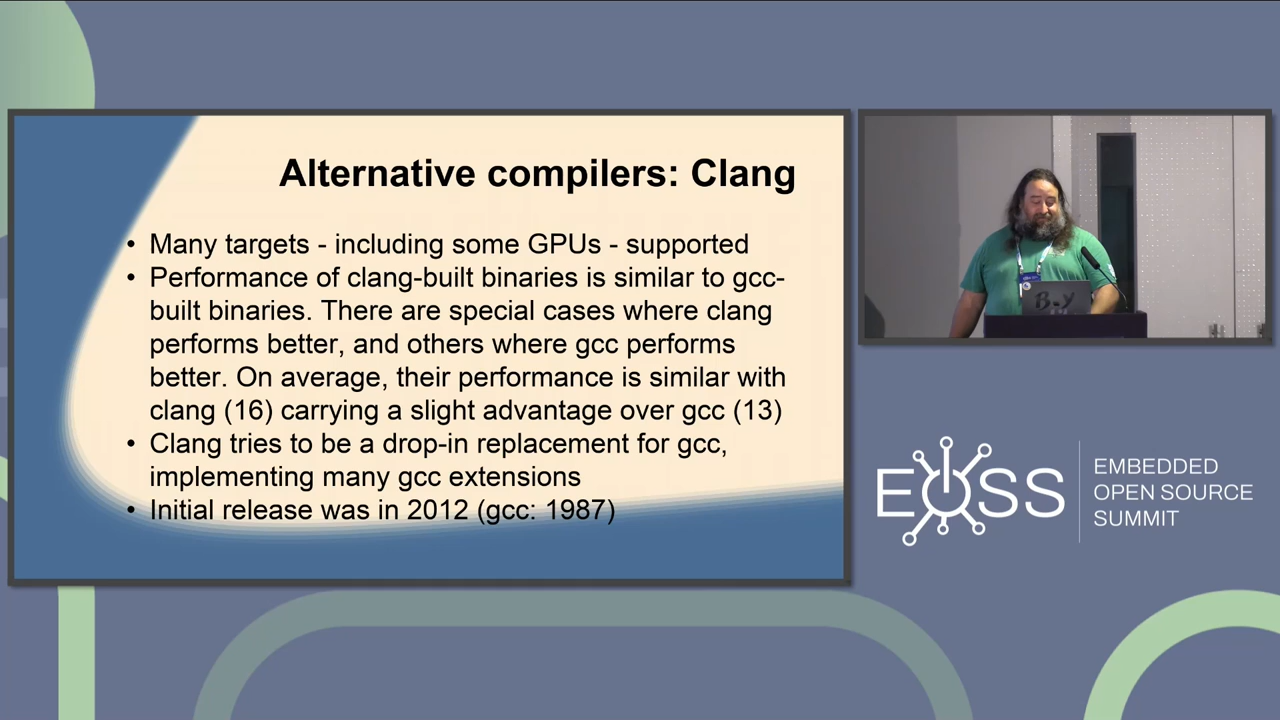 Alternative compilers: Clang
• Many targets - including some GPUs - supported
• Performance of clang-built binaries is similar to gcc-
built binaries. There are special cases where clang
performs better, and others where gcc performs
better. On average, their performance is similar with
clang (16) carrying a slight advantage over gcc (13)
• Clang tries to be a drop-in replacement for gcc,
implementing many gcc extensions
• Initial release was in 2012 (gcc: 1987)
EOSS
EMBEDDED
OPEN SOURCE
SUMMIT